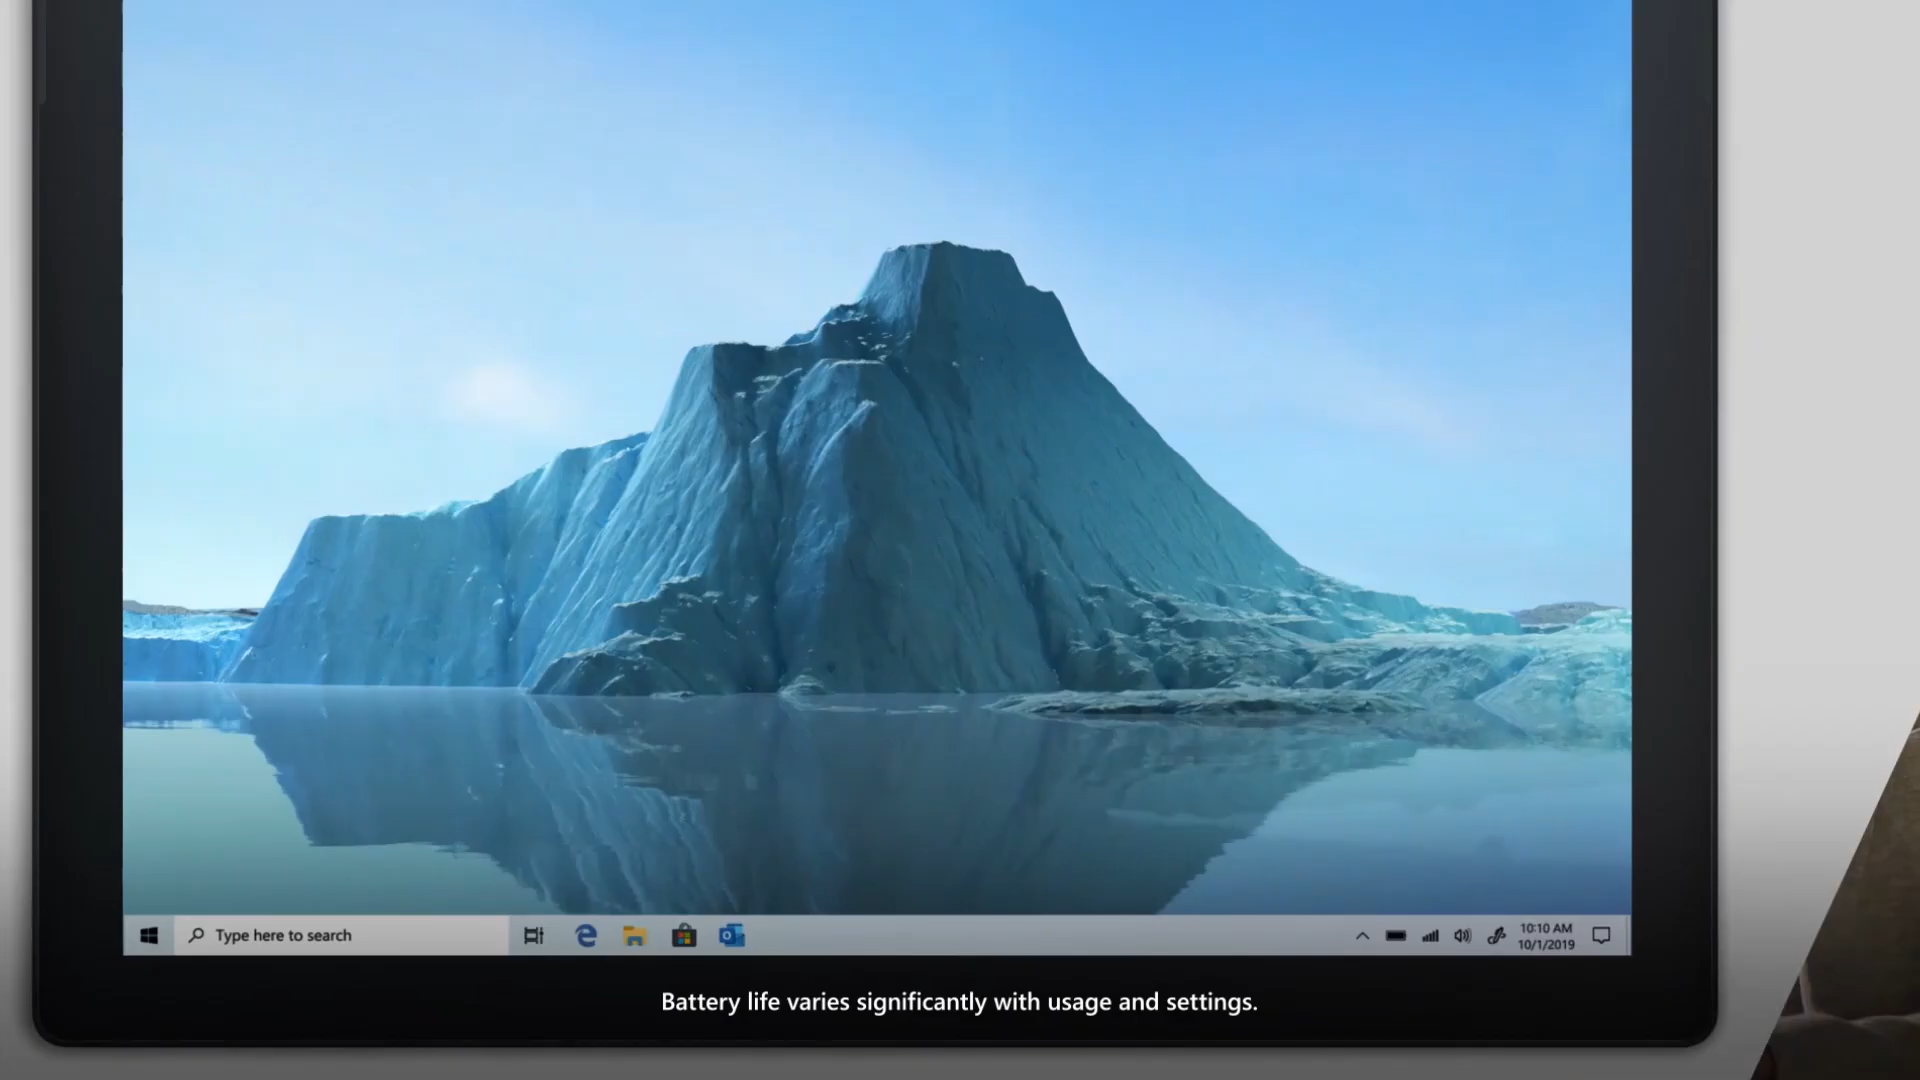 Type here to search
10:10 AM
10/1/2019
Battery life varies significantly with usage and settings.